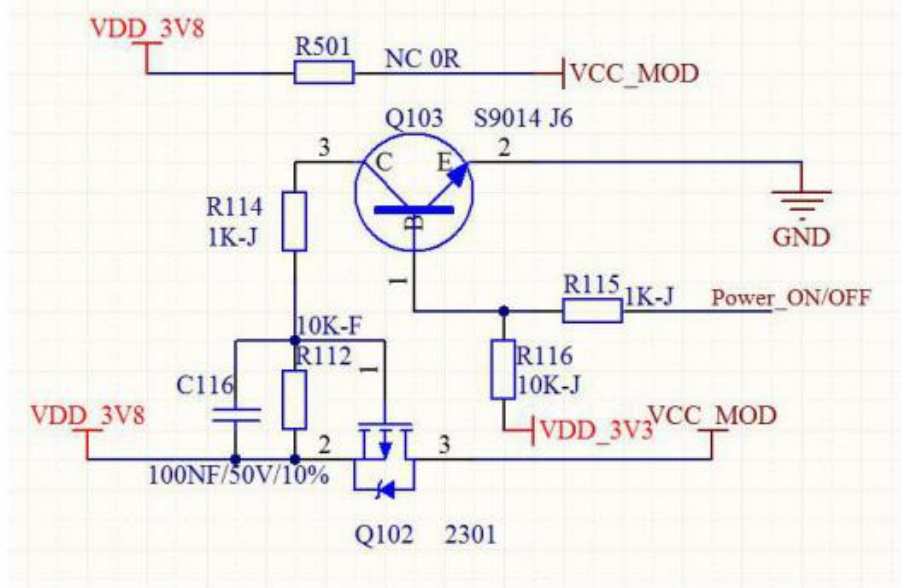 VDD_3V8
R501
NC 0R
VCC_MOD
Q103
S9014 J6
3
C
E
2
B
R114
1K-J
GND
1
R115
1K-J
Power_ON/OFF
10K-F
R112
1
R116
10K-J
C116
VDD_3V8
2
3
VDD_3V3
VCC_MOD
100NF/50V/10%
Q102
2301